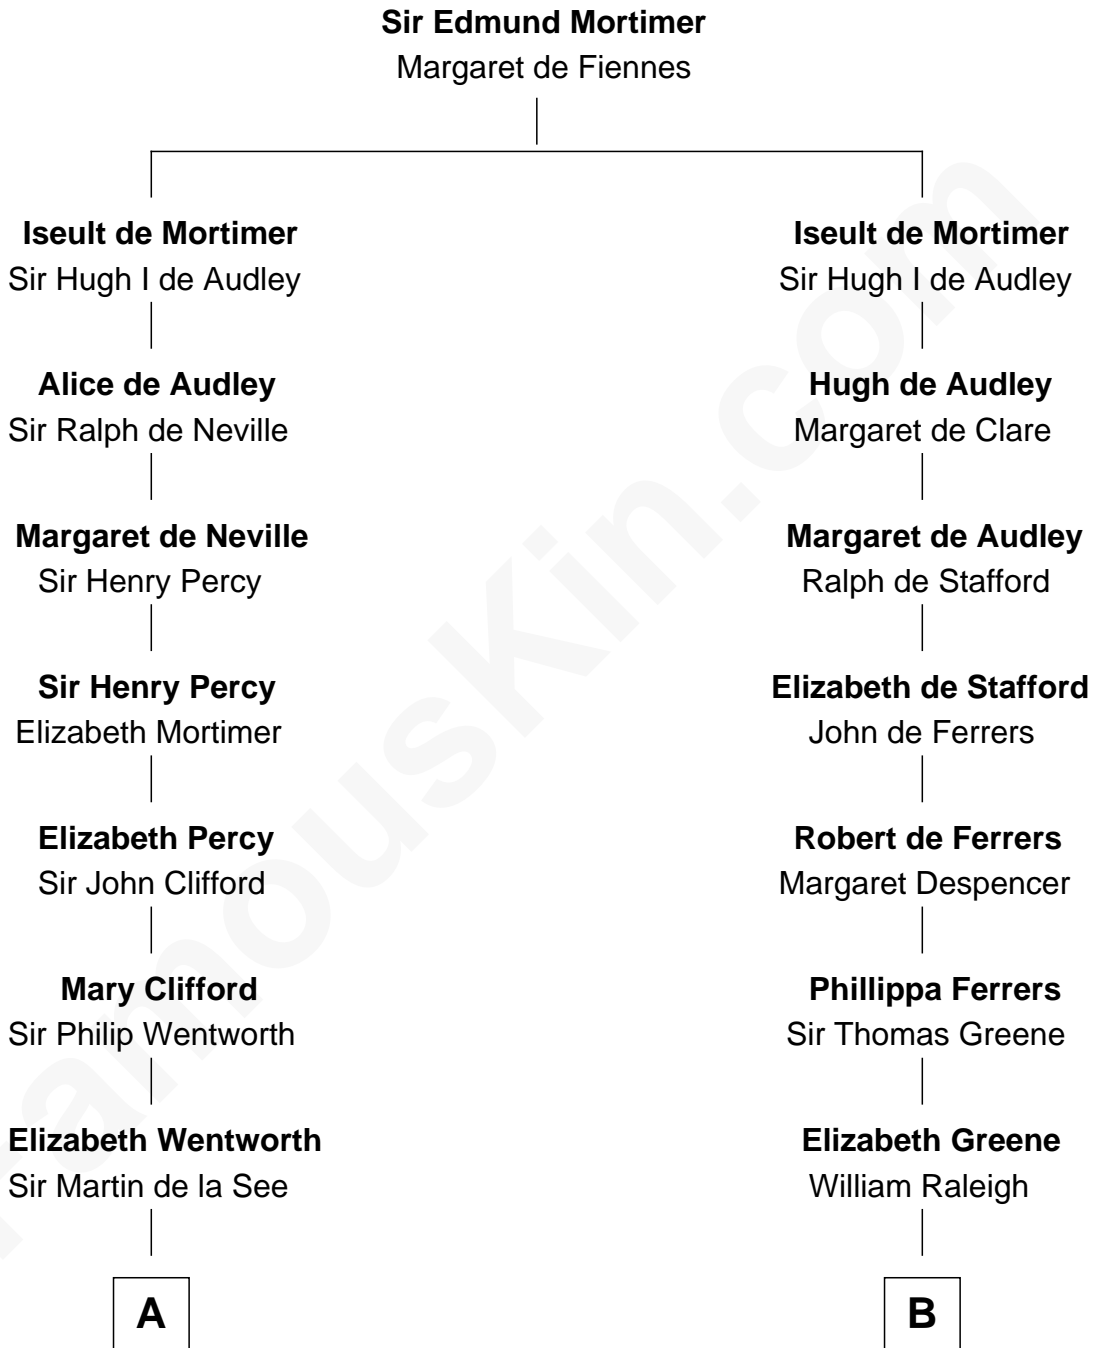 Sir Edmund Mortimer
Margaret de Fiennes
Iseult de Mortimer
Sir Hugh I de Audley
Iseult de Mortimer
Sir Hugh I de Audley
Alice de Audley
Sir Ralph de Neville
Hugh de Audley
Margaret de Clare
Margaret de Neville
Sir Henry Percy
Margaret de Audley
Ralph de Stafford
Sir Henry Percy
Elizabeth Mortimer
Elizabeth de Stafford
John de Ferrers
Elizabeth Percy
Sir John Clifford
Robert de Ferrers
Margaret Despencer
Mary Clifford
Sir Philip Wentworth
Phillippa Ferrers
Sir Thomas Greene
Elizabeth Wentworth
Sir Martin de la See
Elizabeth Greene
William Raleigh
A
B
FamousKin.com